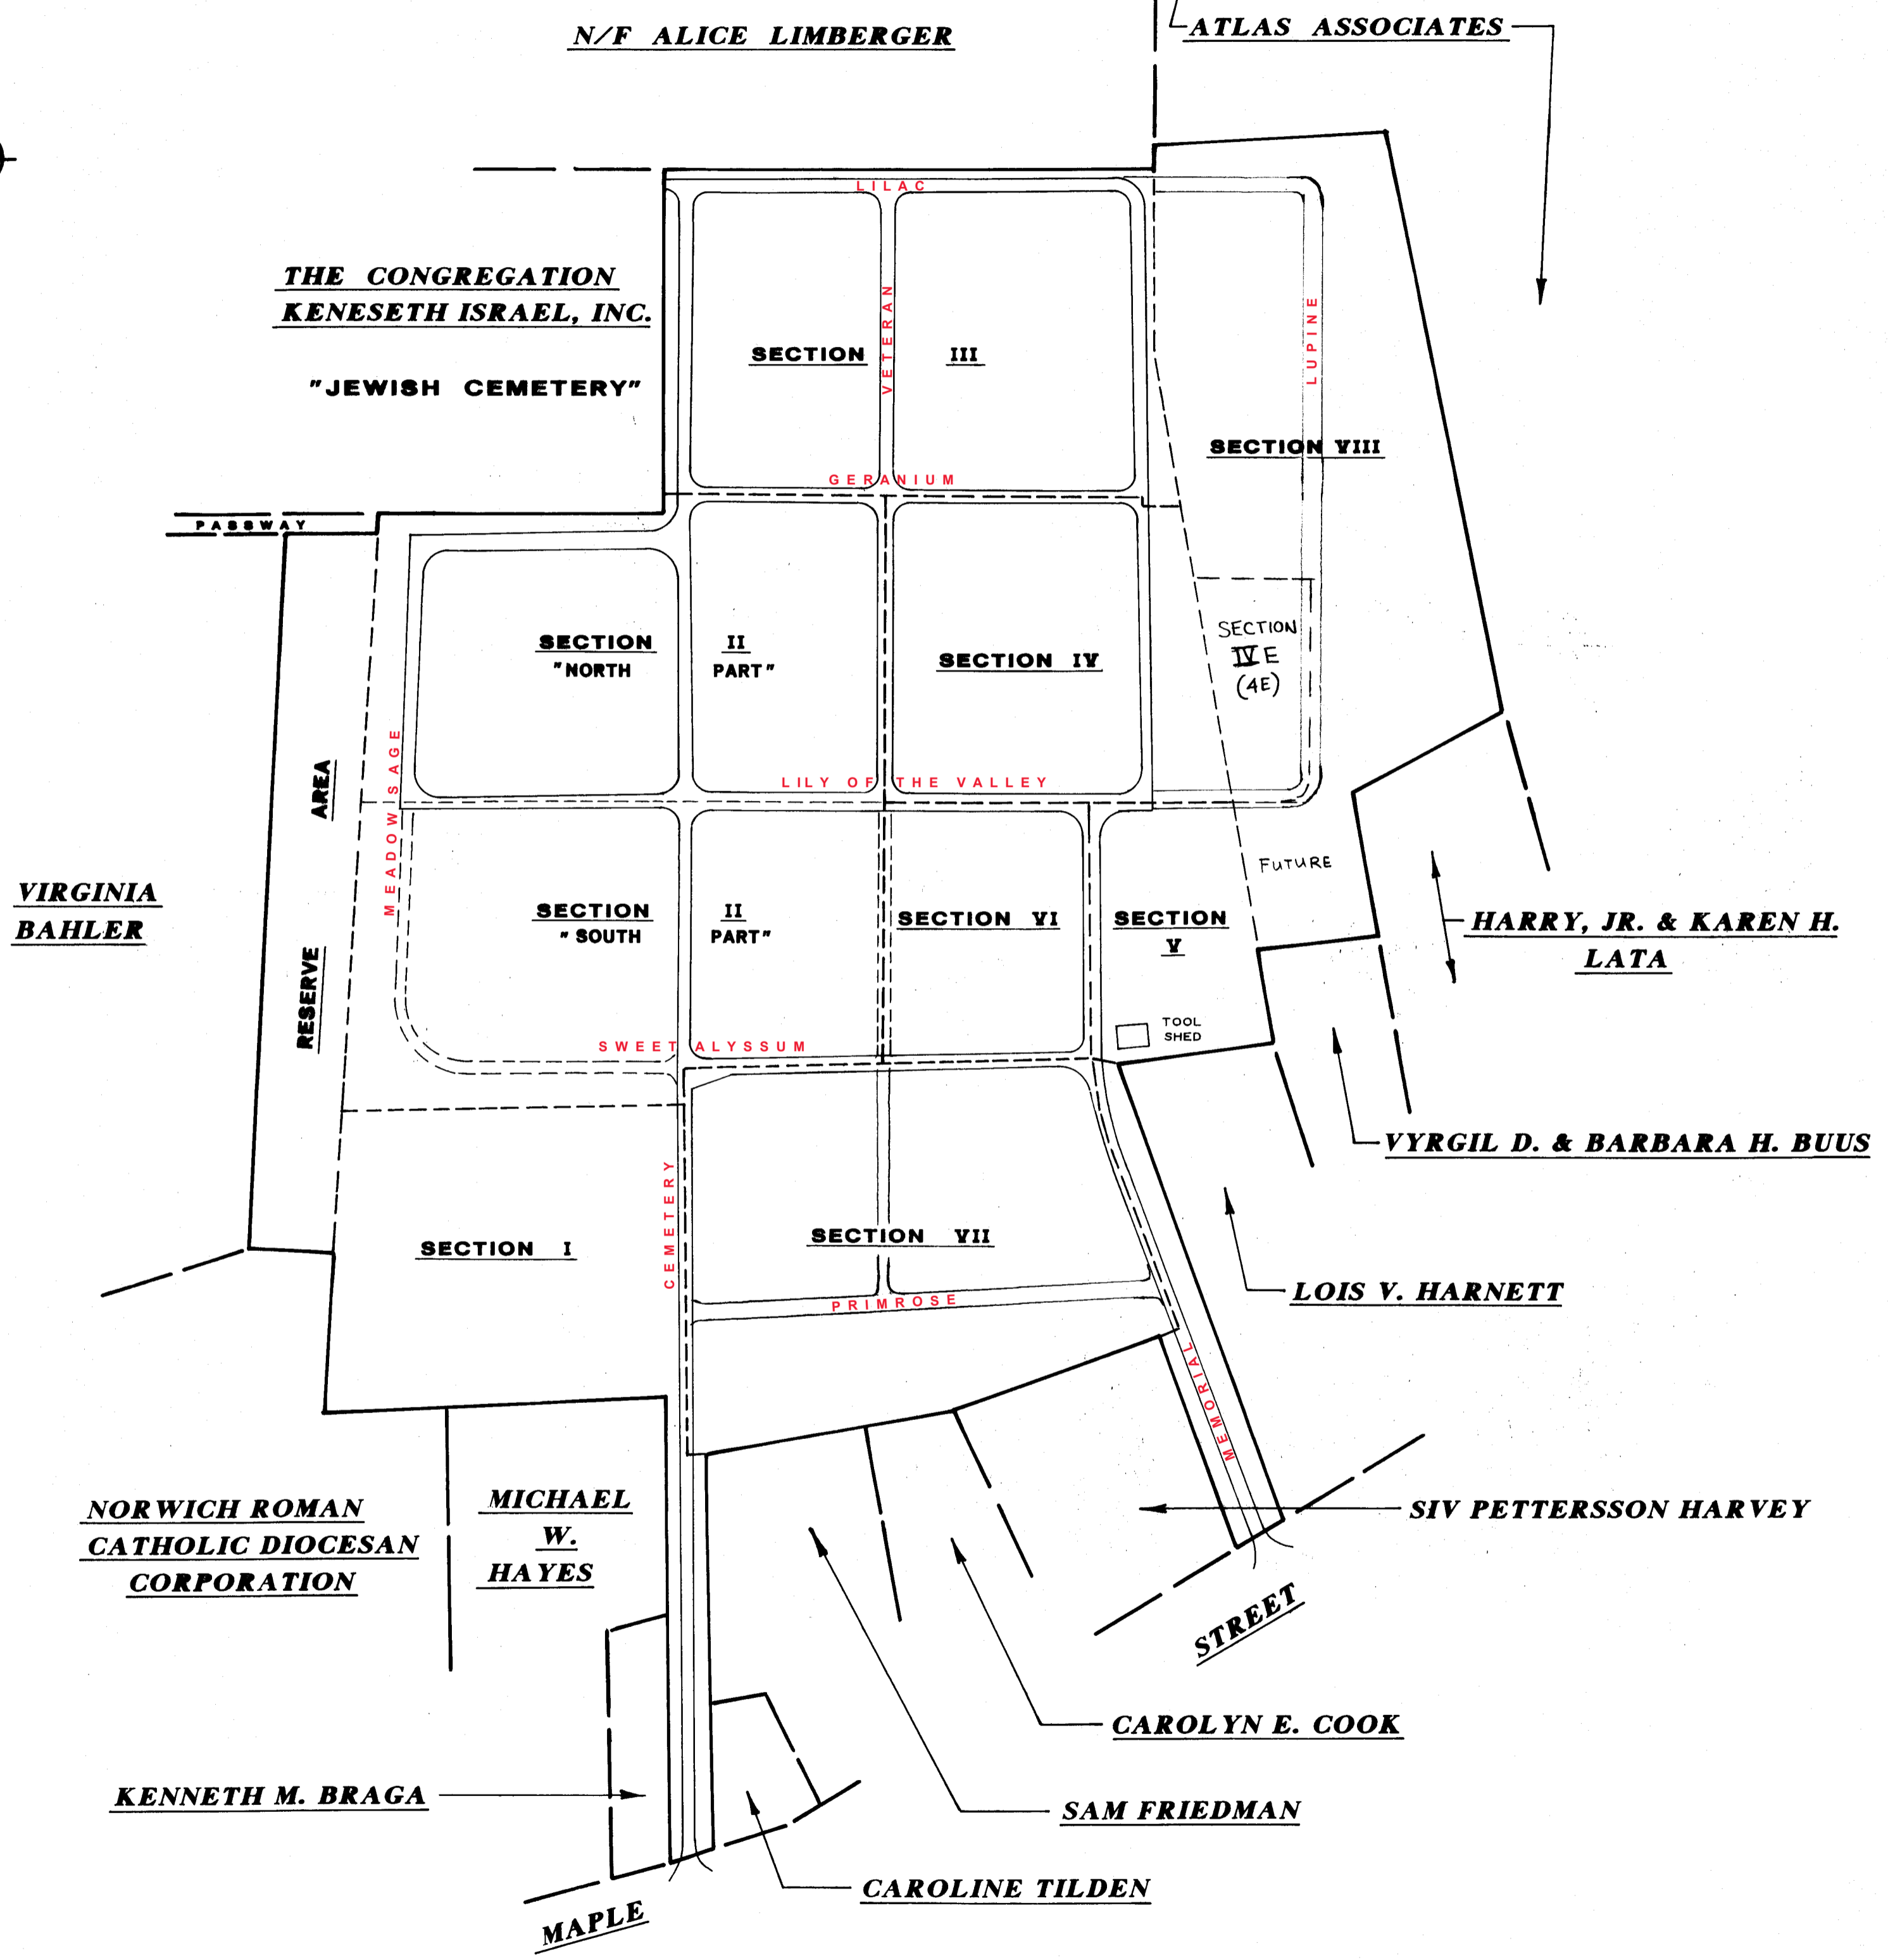 N/F ALICE LIMBERGER
ATLAS ASSOCIATES
LILAC
THE CONGREGATION
KENESETH ISRAEL, INC.
"JEWISH CEMETERY"
VETERAN
LUPINE
SECTION III
SECTION VIII
GERANIUM
PASSWAY
SECTION II
"NORTH PART"
SECTION IV
SECTION
IV E
(4E)
MEADOW SAGE
LILY OF THE VALLEY
RESERVE AREA
FUTURE
VIRGINIA
BAHLER
SECTION II
"SOUTH PART"
SECTION VI
SECTION
V
HARRY, JR. & KAREN H.
LATA
TOOL
SHED
SWEET ALYSSUM
VYRGIL D. & BARBARA H. BUUS
CEMETERY
SECTION I
SECTION VII
LOIS V. HARNETT
PRIMROSE
MEMORIAL
NORWICH ROMAN
CATHOLIC DIOCESAN
CORPORATION
MICHAEL
W.
HAYES
SIV PETTERSSON HARVEY
STREET
CAROLYN E. COOK
KENNETH M. BRAGA
SAM FRIEDMAN
CAROLINE TILDEN
MAPLE